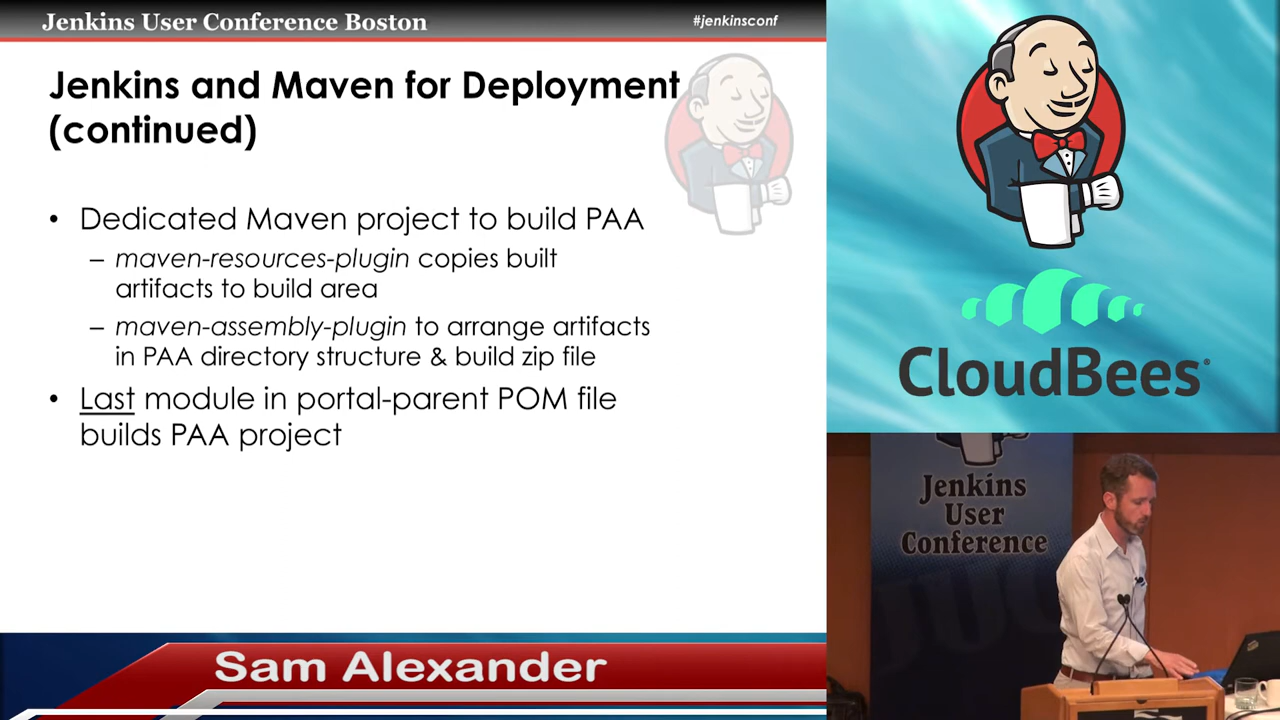 Jenkins User Conference Boston
#jenkinsconf
Jenkins and Maven for Deployment
(continued)
• Dedicated Maven project to build PAA
– maven-resources-plugin copies built
artifacts to build area
– maven-assembly-plugin to arrange artifacts
in PAA directory structure & build zip file
• Last module in portal-parent POM file
builds PAA project
Sam Alexander
CloudBees®
Jenkins
User
Conference
JUC